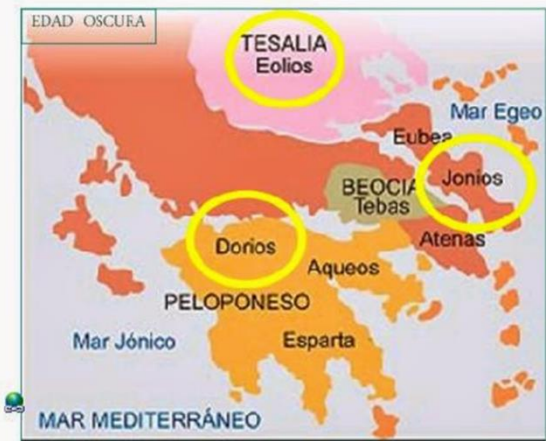 EDAD OSCURA
TESALIA
Eolios
Mar Egeo
Eubea
Jonios
BEOCIA
Tebas
Atenas
Dorios
Aqueos
PELOPONESO
Mar Jónico
Esparta
MAR MEDITERRÁNEO